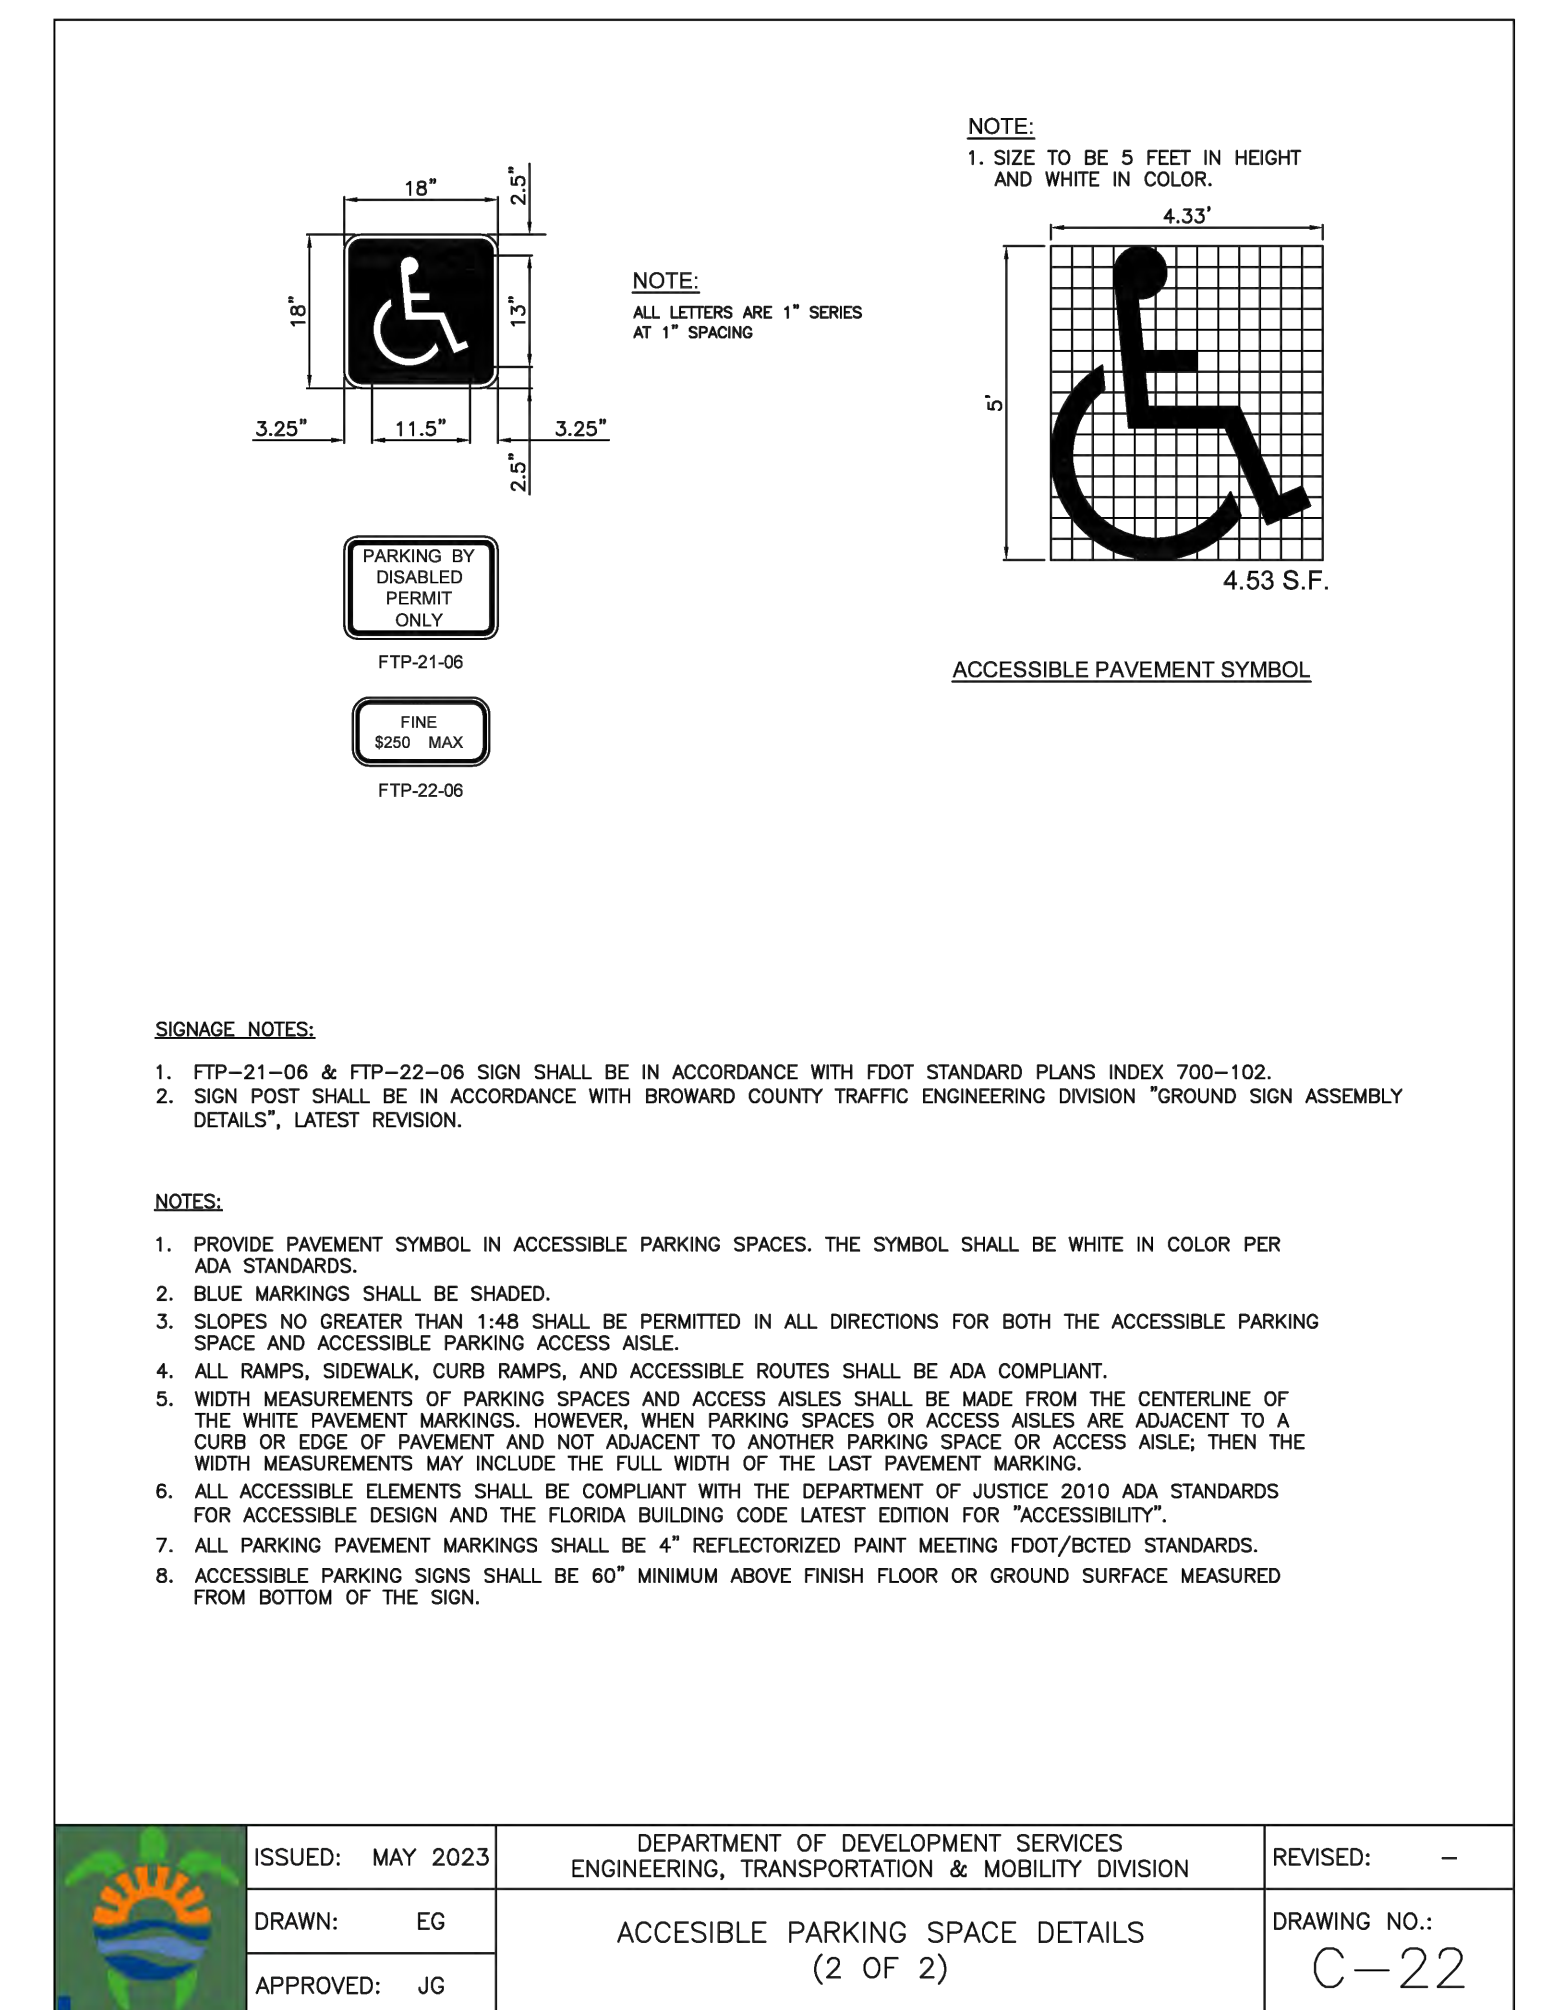 NOTE:
1. SIZE TO BE 5 FEET IN HEIGHT
AND WHITE IN COLOR.
18"
2.5"
18"
13"
3.25"
11.5"
3.25"
2.5"
NOTE:
ALL LETTERS ARE 1" SERIES
AT 1" SPACING
4.33'
5'
4.53 S.F.
ACCESSIBLE PAVEMENT SYMBOL
PARKING BY
DISABLED
PERMIT
ONLY
FTP-21-06
FINE
$250 MAX
FTP-22-06
SIGNAGE NOTES:
1. FTP-21-06 & FTP-22-06 SIGN SHALL BE IN ACCORDANCE WITH FDOT STANDARD PLANS INDEX 700-102.
2. SIGN POST SHALL BE IN ACCORDANCE WITH BROWARD COUNTY TRAFFIC ENGINEERING DIVISION "GROUND SIGN ASSEMBLY
DETAILS", LATEST REVISION.
NOTES:
1. PROVIDE PAVEMENT SYMBOL IN ACCESSIBLE PARKING SPACES. THE SYMBOL SHALL BE WHITE IN COLOR PER
ADA STANDARDS.
2. BLUE MARKINGS SHALL BE SHADED.
3. SLOPES NO GREATER THAN 1:48 SHALL BE PERMITTED IN ALL DIRECTIONS FOR BOTH THE ACCESSIBLE PARKING
SPACE AND ACCESSIBLE PARKING ACCESS AISLE.
4. ALL RAMPS, SIDEWALK, CURB RAMPS, AND ACCESSIBLE ROUTES SHALL BE ADA COMPLIANT.
5. WIDTH MEASUREMENTS OF PARKING SPACES AND ACCESS AISLES SHALL BE MADE FROM THE CENTERLINE OF
THE WHITE PAVEMENT MARKINGS. HOWEVER, WHEN PARKING SPACES OR ACCESS AISLES ARE ADJACENT TO A
CURB OR EDGE OF PAVEMENT AND NOT ADJACENT TO ANOTHER PARKING SPACE OR ACCESS AISLE; THEN THE
WIDTH MEASUREMENTS MAY INCLUDE THE FULL WIDTH OF THE LAST PAVEMENT MARKING.
6. ALL ACCESSIBLE ELEMENTS SHALL BE COMPLIANT WITH THE DEPARTMENT OF JUSTICE 2010 ADA STANDARDS
FOR ACCESSIBLE DESIGN AND THE FLORIDA BUILDING CODE LATEST EDITION FOR "ACCESSIBILITY".
7. ALL PARKING PAVEMENT MARKINGS SHALL BE 4" REFLECTORIZED PAINT MEETING FDOT/BCTED STANDARDS.
8. ACCESSIBLE PARKING SIGNS SHALL BE 60" MINIMUM ABOVE FINISH FLOOR OR GROUND SURFACE MEASURED
FROM BOTTOM OF THE SIGN.
ISSUED: MAY 2023
DRAWN: EG
APPROVED: JG
DEPARTMENT OF DEVELOPMENT SERVICES
ENGINEERING, TRANSPORTATION & MOBILITY DIVISION
ACCESIBLE PARKING SPACE DETAILS
(2 OF 2)
REVISED: -
DRAWING NO.:
C-22